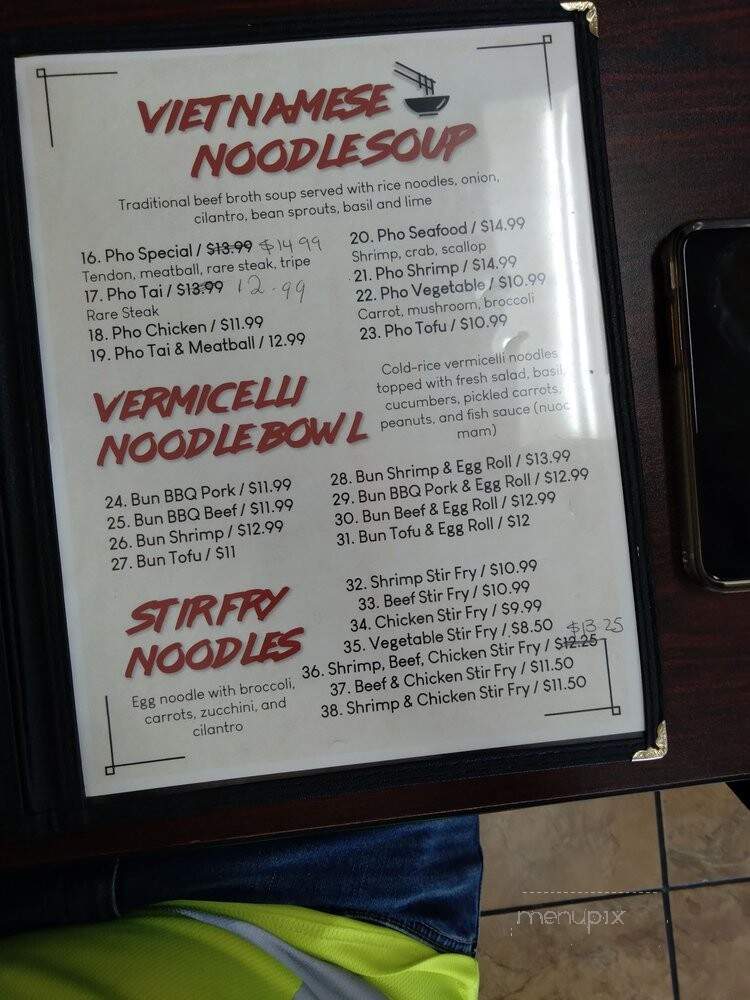 VIETNAMESE
NOODLE SOUP
Traditional beef broth soup served with rice noodles, onion,
cilantro, bean sprouts, basil and lime
16. Pho Special / $13.99 $14.99
Tendon, meatball, rare steak, tripe
17. Pho Tai / $13.99 12.99
Rare Steak
18. Pho Chicken / $11.99
19. Pho Tai & Meatball / 12.99
20. Pho Seafood / $14.99
Shrimp, crab, scallop
21. Pho Shrimp / $14.99
22. Pho Vegetable / $10.99
Carrot, mushroom, broccoli
23. Pho Tofu / $10.99
VERMICELLI
NOODLE BOWL
Cold-rice vermicelli noodles
topped with fresh salad, basil,
cucumbers, pickled carrots,
peanuts, and fish sauce (nuoc
mam)
24. Bun BBQ Pork / $11.99
25. Bun BBQ Beef / $11.99
26. Bun Shrimp / $12.99
27. Bun Tofu / $11
28. Bun Shrimp & Egg Roll / $13.99
29. Bun BBQ Pork & Egg Roll / $12.99
30. Bun Beef & Egg Roll / $12.99
31. Bun Tofu & Egg Roll / $12
STIR FRY
NOODLES
Egg noodle with broccoli,
carrots, zucchini, and
cilantro
32. Shrimp Stir Fry / $10.99
33. Beef Stir Fry / $10.99
34. Chicken Stir Fry / $9.99
35. Vegetable Stir Fry / $8.50
36. Shrimp, Beef, Chicken Stir Fry / $12.25 $13.25
37. Beef & Chicken Stir Fry / $11.50
38. Shrimp & Chicken Stir Fry / $11.50
menupix